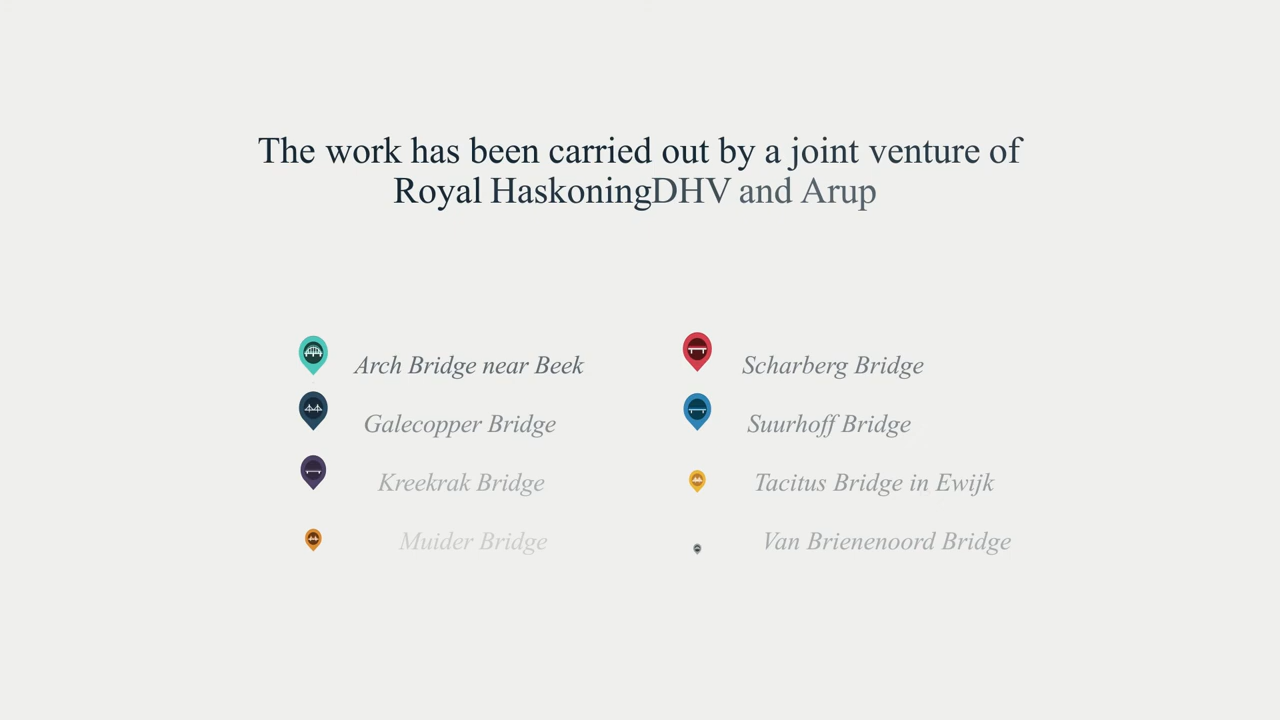 The work has been carried out by a joint venture of
Royal HaskoningDHV and Arup
Arch Bridge near Beek
Galecopper Bridge
Kreekrak Bridge
Muider Bridge
Scharberg Bridge
Suurhoff Bridge
Tacitus Bridge in Ewijk
Van Brienenoord Bridge